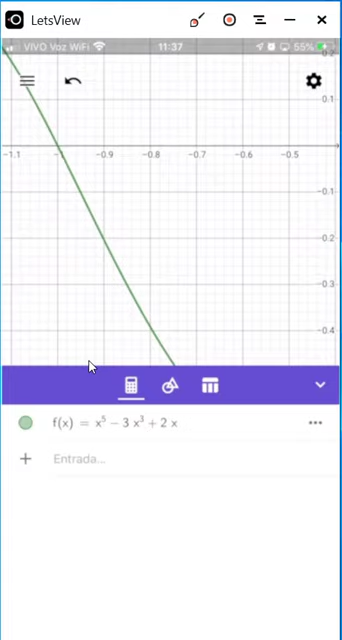 LetsView
VIVO Voz WiFi 11:37 55%
0.2
0.1
-1.1 -1 -0.9 -0.8 -0.7 -0.6 -0.5
-0.1
-0.2
-0.3
-0.4
f(x) = x⁵ − 3 x³ + 2 x
Entrada...